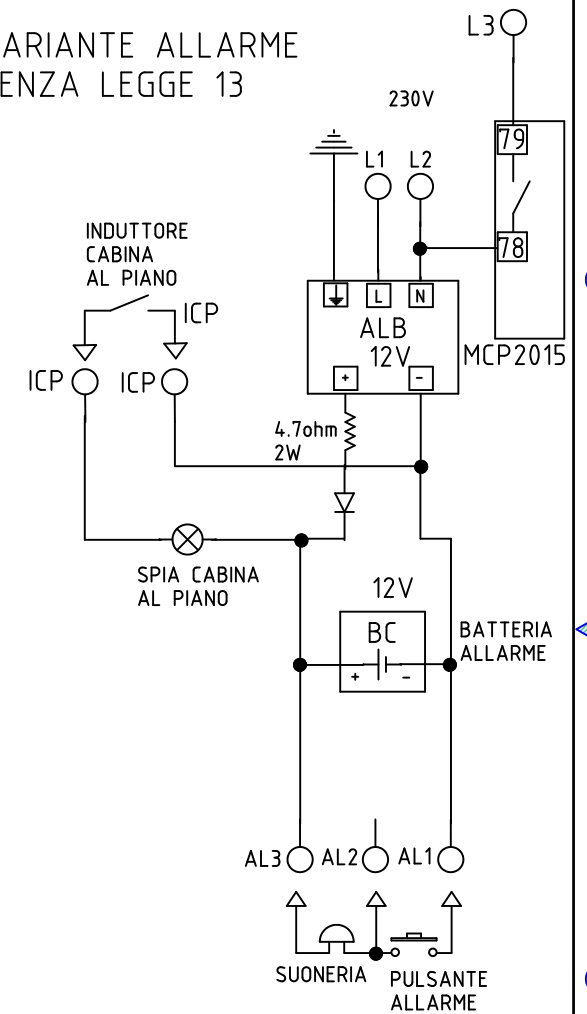 L3
ARIANTE ALLARME
ENZA LEGGE 13
230V
79
L1
L2
78
INDUTTORE
CABINA
AL PIANO
ICP
L
N
ALB
12V
MCP2015
+
-
ICP
ICP
4.7ohm
2W
SPIA CABINA
AL PIANO
12V
BC
+
-
BATTERIA
ALLARME
AL3
AL2
AL1
SUONERIA
PULSANTE
ALLARME